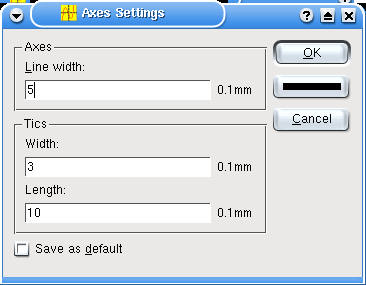 Axes Settings
Axes
Line width:
5
0.1mm
Tics
Width:
3
0.1mm
Length:
10
0.1mm
Save as default
OK
Cancel